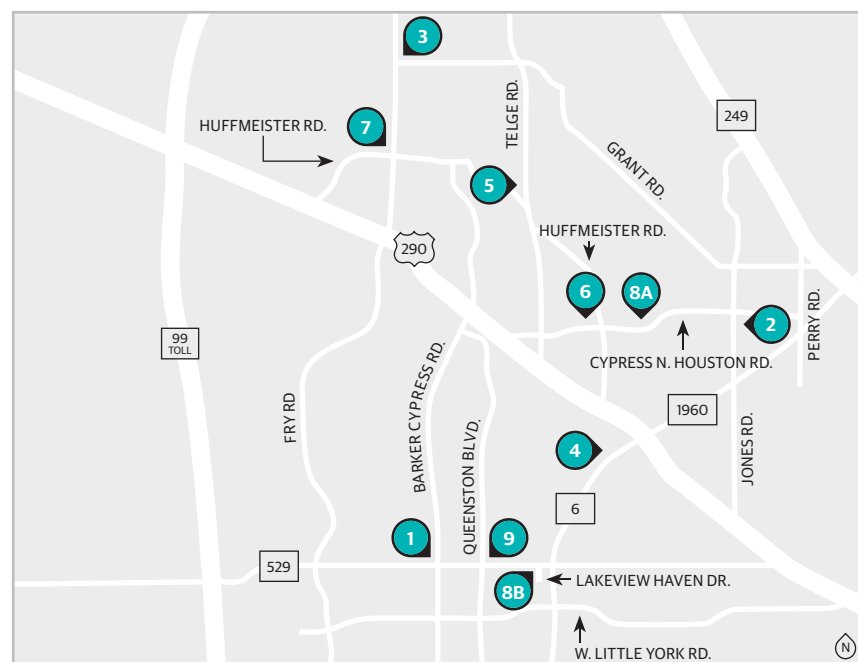 3
TELGE RD.
249
HUFFMEISTER RD.
7
GRANT RD.
5
HUFFMEISTER RD.
290
6
8A
2
PERRY RD.
99
TOLL
CYPRESS N. HOUSTON RD.
BARKER CYPRESS RD.
FRY RD
1960
QUEENSTON BLVD.
JONES RD.
4
6
1
9
529
LAKEVIEW HAVEN DR.
8B
W. LITTLE YORK RD.
N